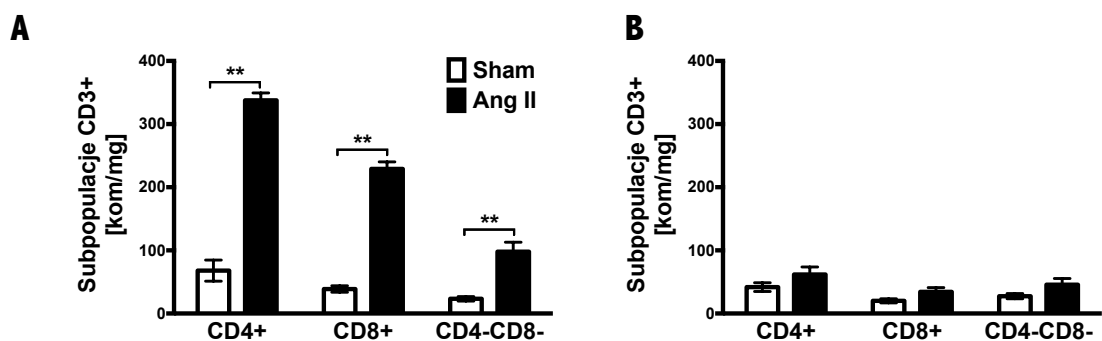 A
Subpopulacje CD3+
[kom/mg]
400
300
200
100
0
**
**
**
Sham
Ang II
CD4+
CD8+
CD4-CD8-
B
Subpopulacje CD3+
[kom/mg]
400
300
200
100
0
CD4+
CD8+
CD4-CD8-